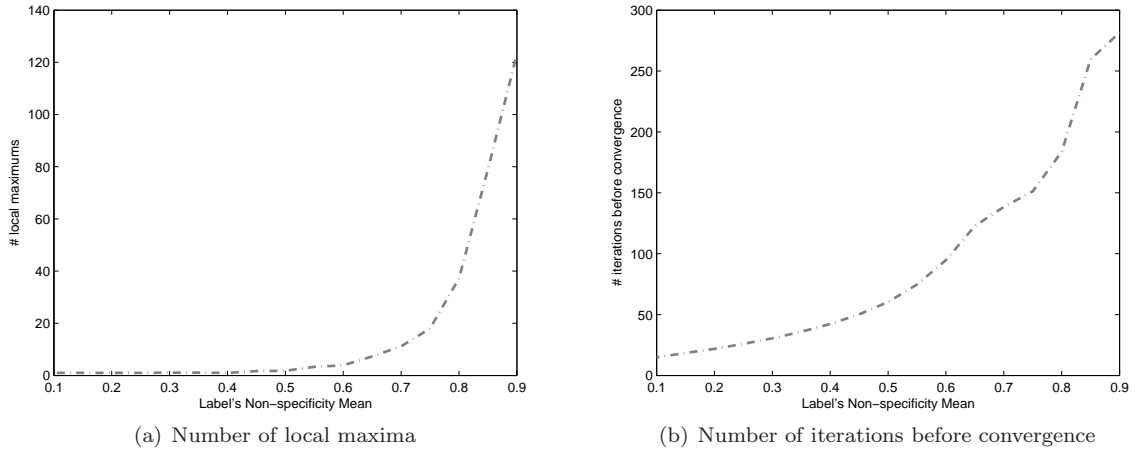 140
120
100
80
60
40
20
0
# local maximums
0.1 0.2 0.3 0.4 0.5 0.6 0.7 0.8 0.9
Label's Non−specificity Mean
(a) Number of local maxima
300
250
200
150
100
50
0
# iterations before convergence
0.1 0.2 0.3 0.4 0.5 0.6 0.7 0.8 0.9
Label's Non−specificity Mean
(b) Number of iterations before convergence